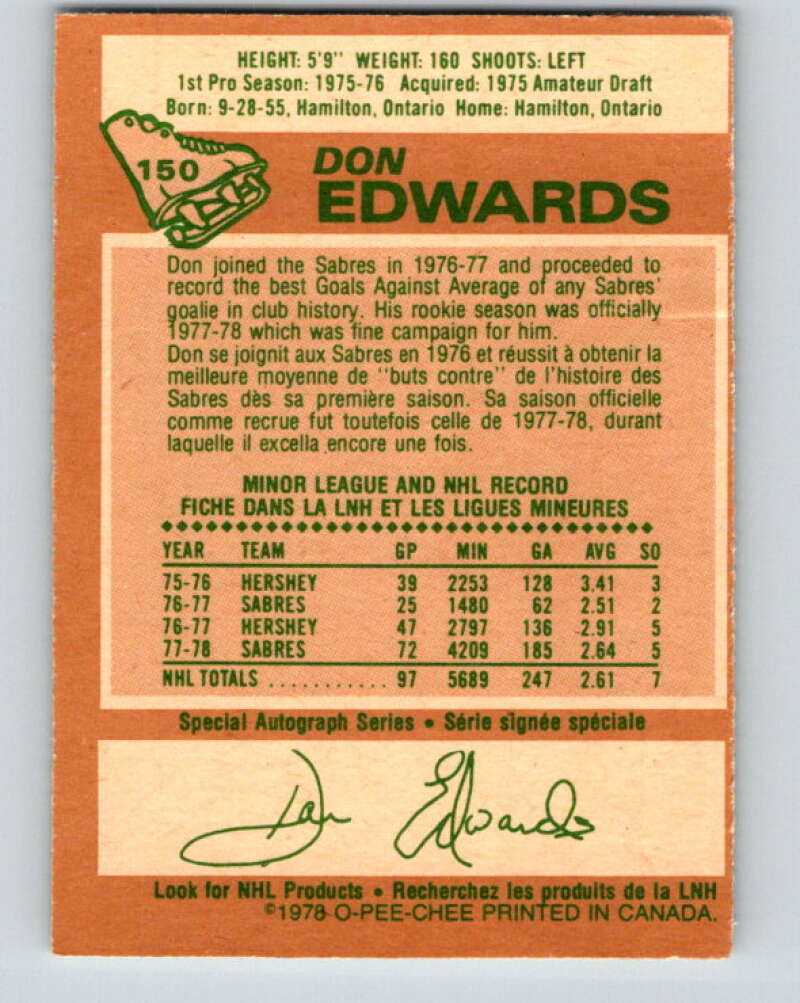 HEIGHT: 5'9" WEIGHT: 160 SHOOTS: LEFT
1st Pro Season: 1975-76 Acquired: 1975 Amateur Draft
Born: 9-28-55, Hamilton, Ontario Home: Hamilton, Ontario
150
DON
EDWARDS
Don joined the Sabres in 1976-77 and proceeded to
record the best Goals Against Average of any Sabres'
goalie in club history. His rookie season was officially
1977-78 which was fine campaign for him.
Don se joignit aux Sabres en 1976 et réussit à obtenir la
meilleure moyenne de "buts contre" de l'histoire des
Sabres dès sa première saison. Sa saison officielle
comme recrue fut toutefois celle de 1977-78, durant
laquelle il excella encore une fois.
MINOR LEAGUE AND NHL RECORD
FICHE DANS LA LNH ET LES LIGUES MINEURES
YEAR TEAM GP MIN GA AVG SO
75-76 HERSHEY 39 2253 128 3.41 3
76-77 SABRES 25 1480 62 2.51 2
76-77 HERSHEY 47 2797 136 2.91 5
77-78 SABRES 72 4209 185 2.64 5
NHL TOTALS ........... 97 5689 247 2.61 7
Special Autograph Series • Série signée spéciale
Don Edwards
Look for NHL Products • Recherchez les produits de la LNH
©1978 O-PEE-CHEE PRINTED IN CANADA.